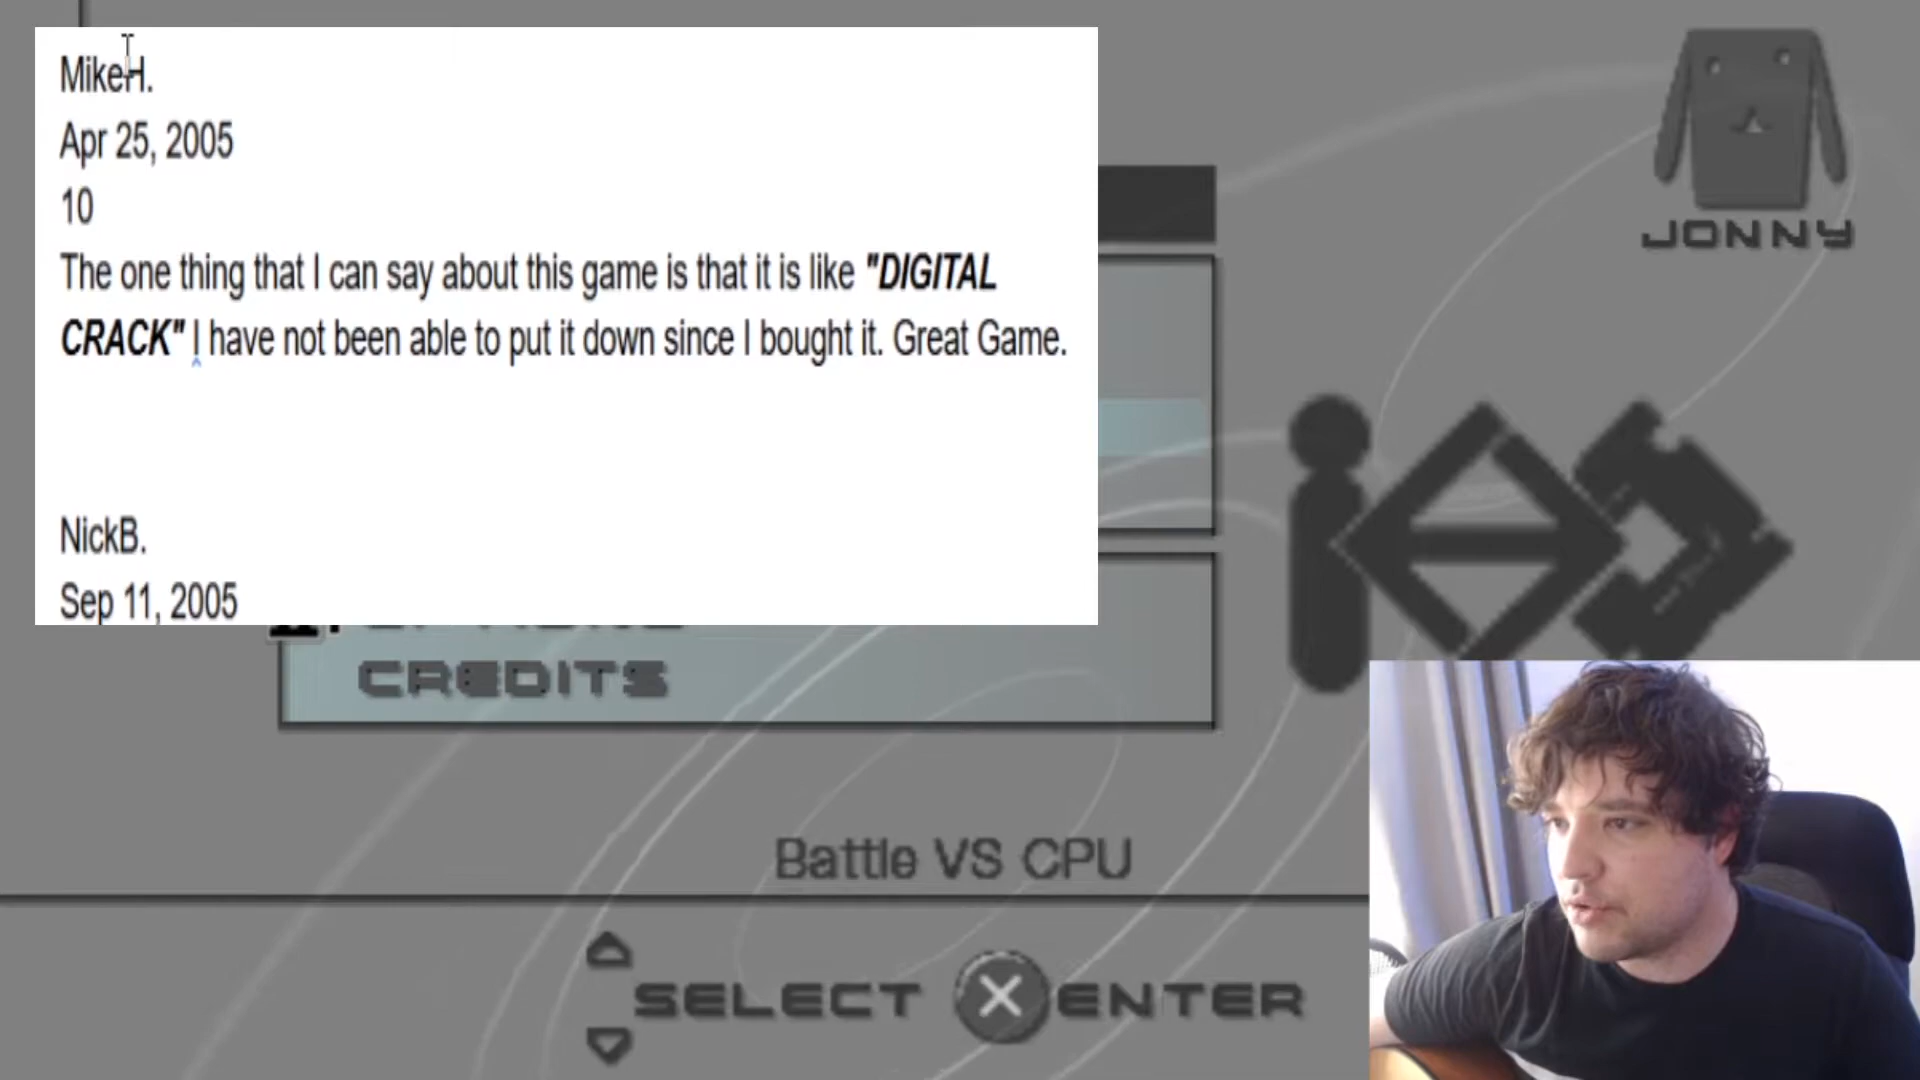 MikeH.
Apr 25, 2005
10
The one thing that I can say about this game is that it is like "DIGITAL
CRACK" I have not been able to put it down since I bought it. Great Game.
NickB.
Sep 11, 2005
JONNY
CREDITS
Battle VS CPU
SELECT X ENTER